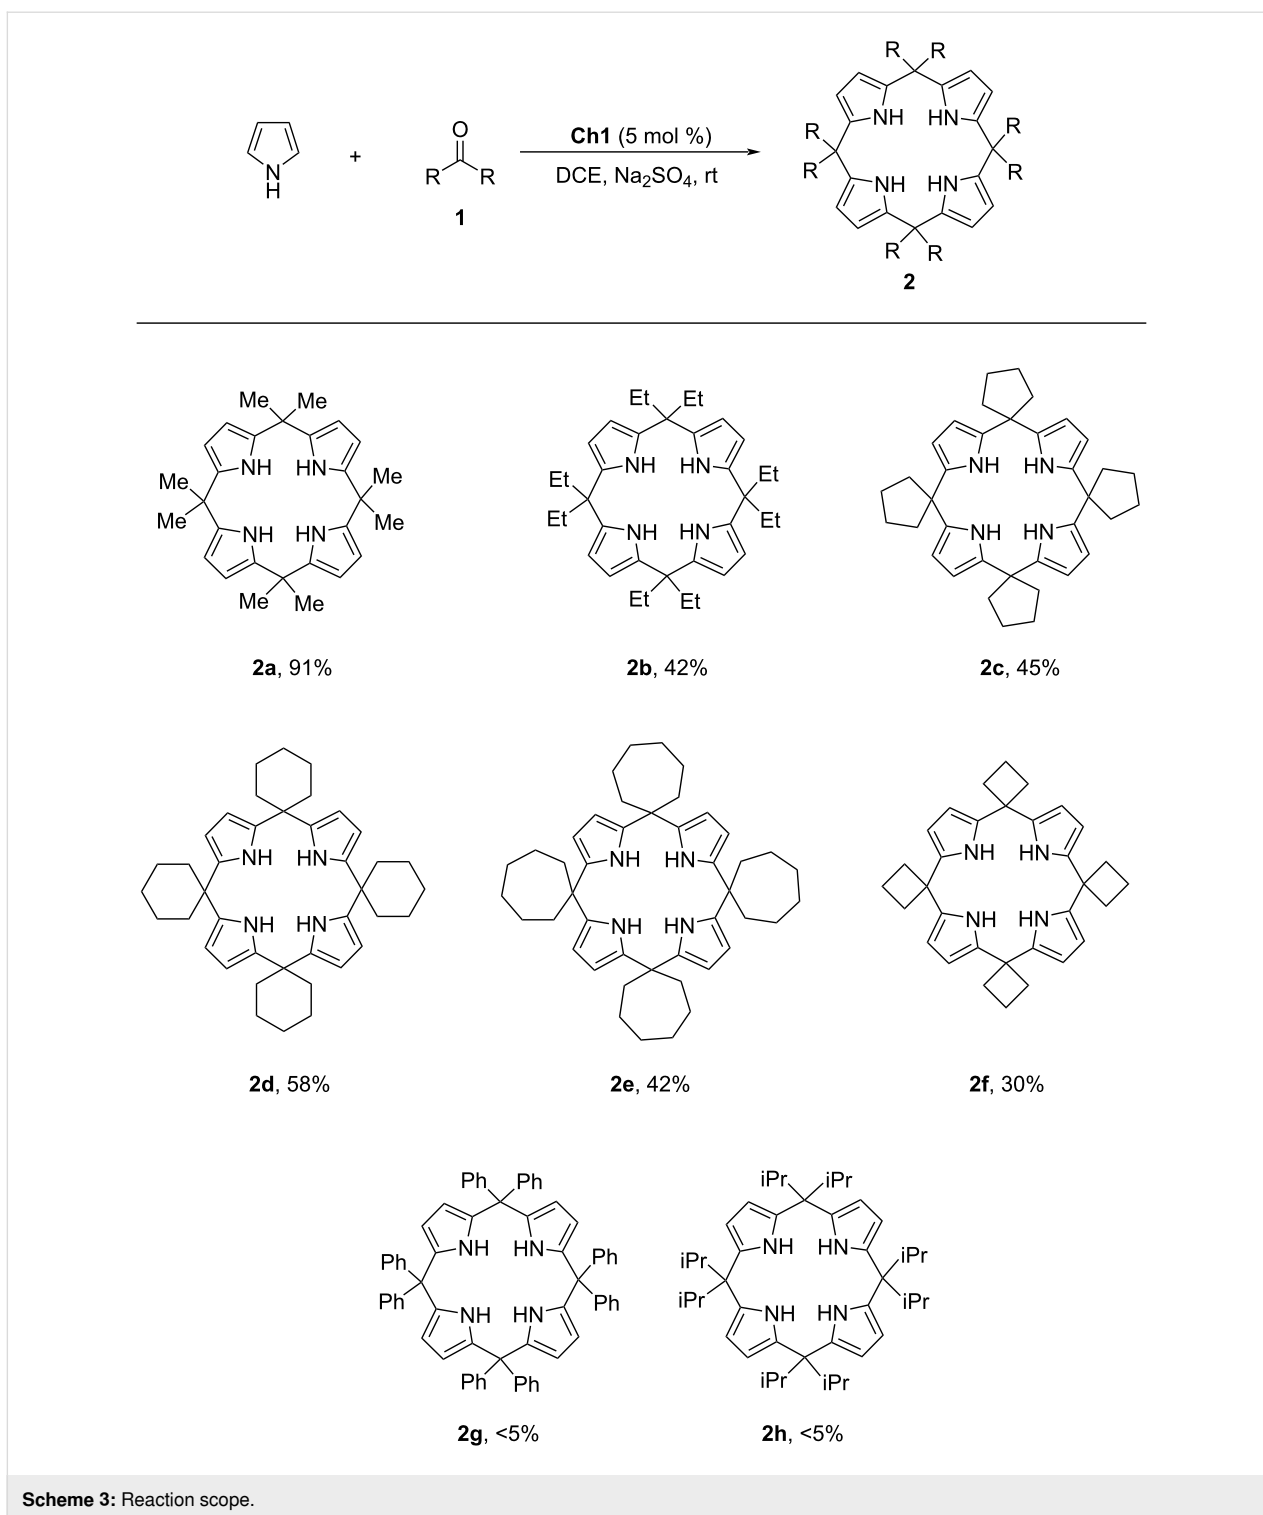 R R
NH HN
R R
R R
NH HN
R R
2
N
H
+
O
R R
1
Ch1 (5 mol %)
DCE, Na2SO4, rt
Me Me
NH HN
Me Me
Me Me
NH HN
Me Me
2a, 91%
Et Et
NH HN
Et Et
Et Et
NH HN
Et Et
2b, 42%
NH HN
NH HN
2c, 45%
NH HN
NH HN
2d, 58%
NH HN
NH HN
2e, 42%
NH HN
NH HN
2f, 30%
Ph Ph
NH HN
Ph Ph
Ph Ph
NH HN
Ph Ph
2g, <5%
iPr iPr
NH HN
iPr iPr
iPr iPr
NH HN
iPr iPr
2h, <5%
Scheme 3: Reaction scope.